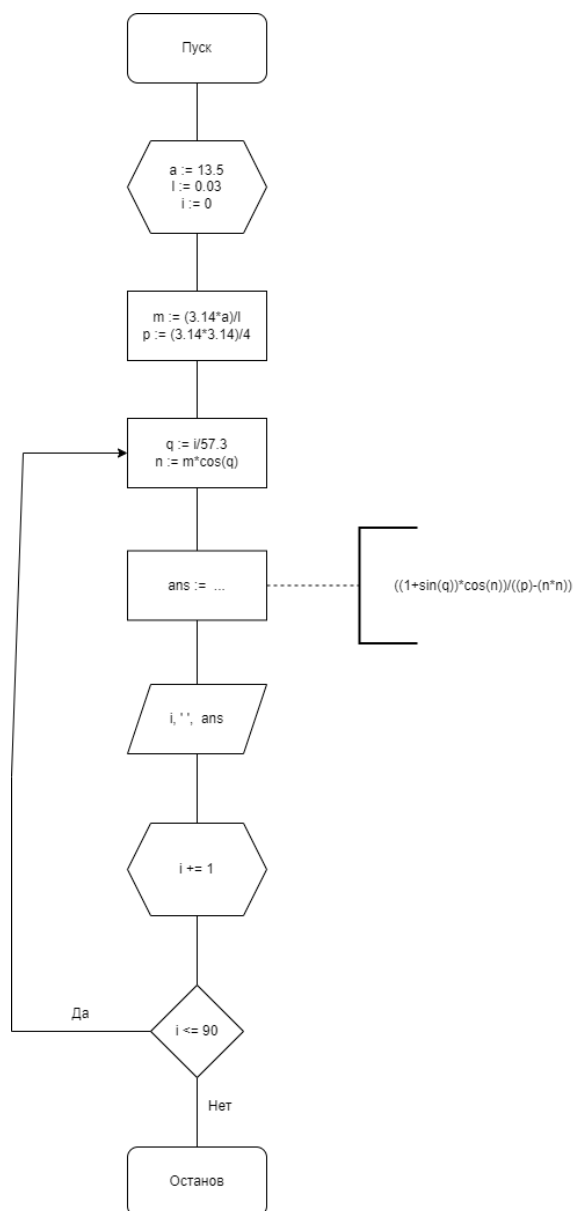 Пуск
a := 13.5
l := 0.03
i := 0
m := (3.14*a)/l
p := (3.14*3.14)/4
q := i/57.3
n := m*cos(q)
ans :=  ...
((1+sin(q))*cos(n))/((p)-(n*n))
i, ' ',  ans
i += 1
Да
i <= 90
Нет
Останов